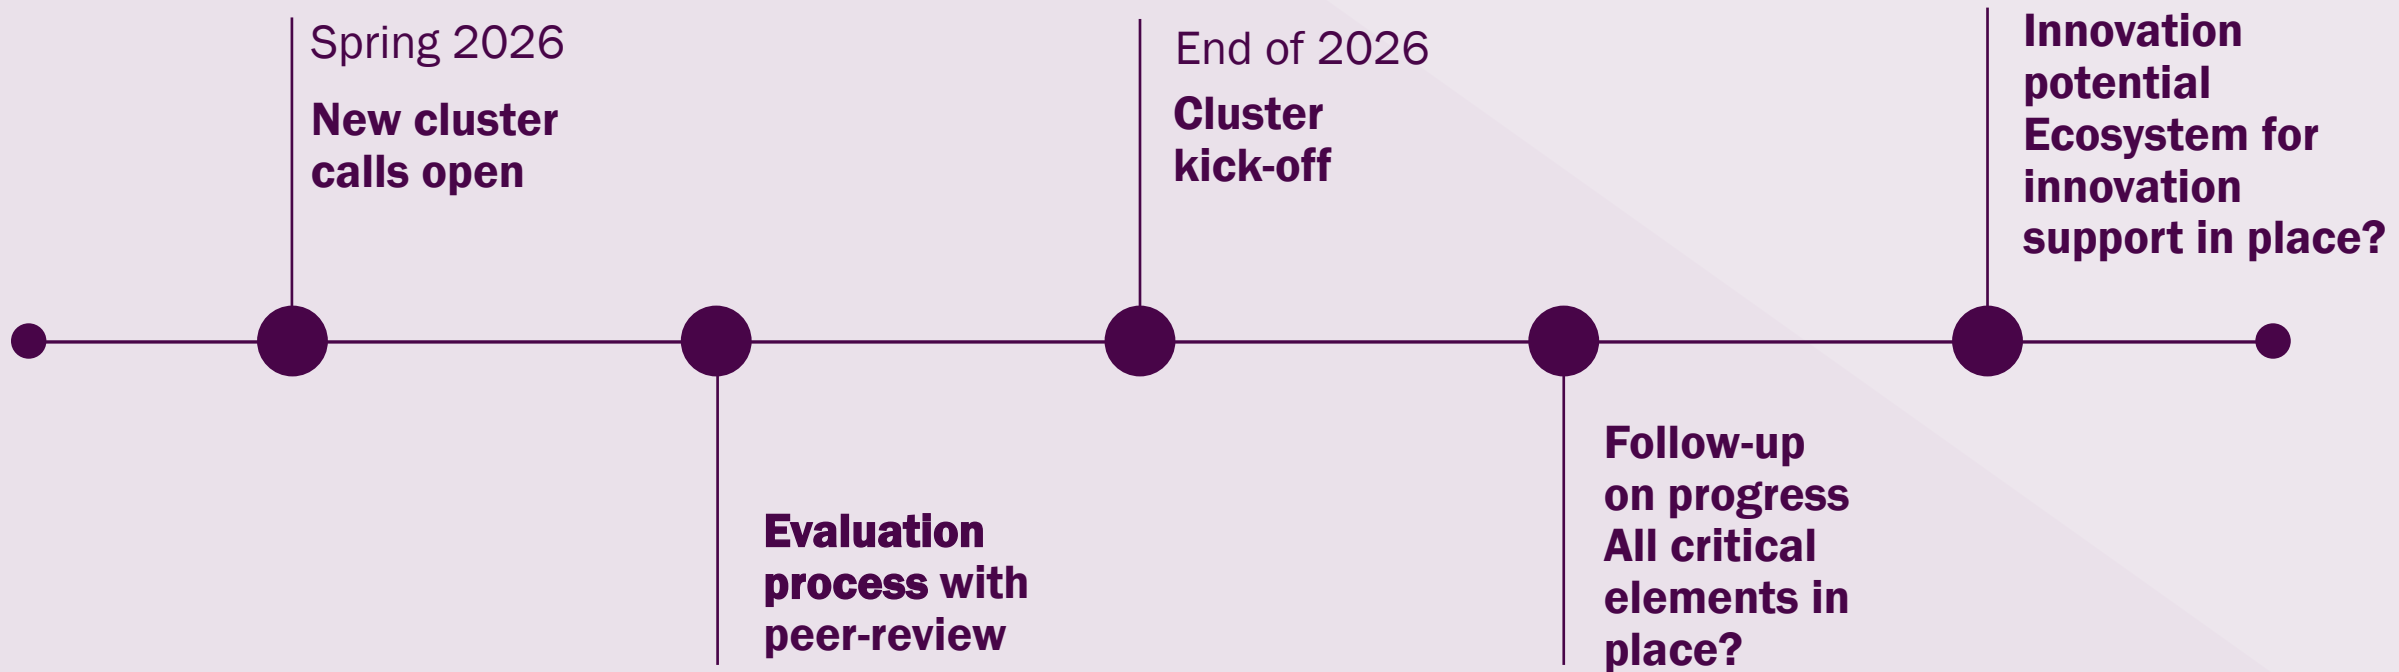 Spring 2026
New cluster
calls open
Evaluation
process with
peer-review
End of 2026
Cluster
kick-off
Follow-up
on progress
All critical
elements in
place?
Innovation
potential
Ecosystem for
innovation
support in place?